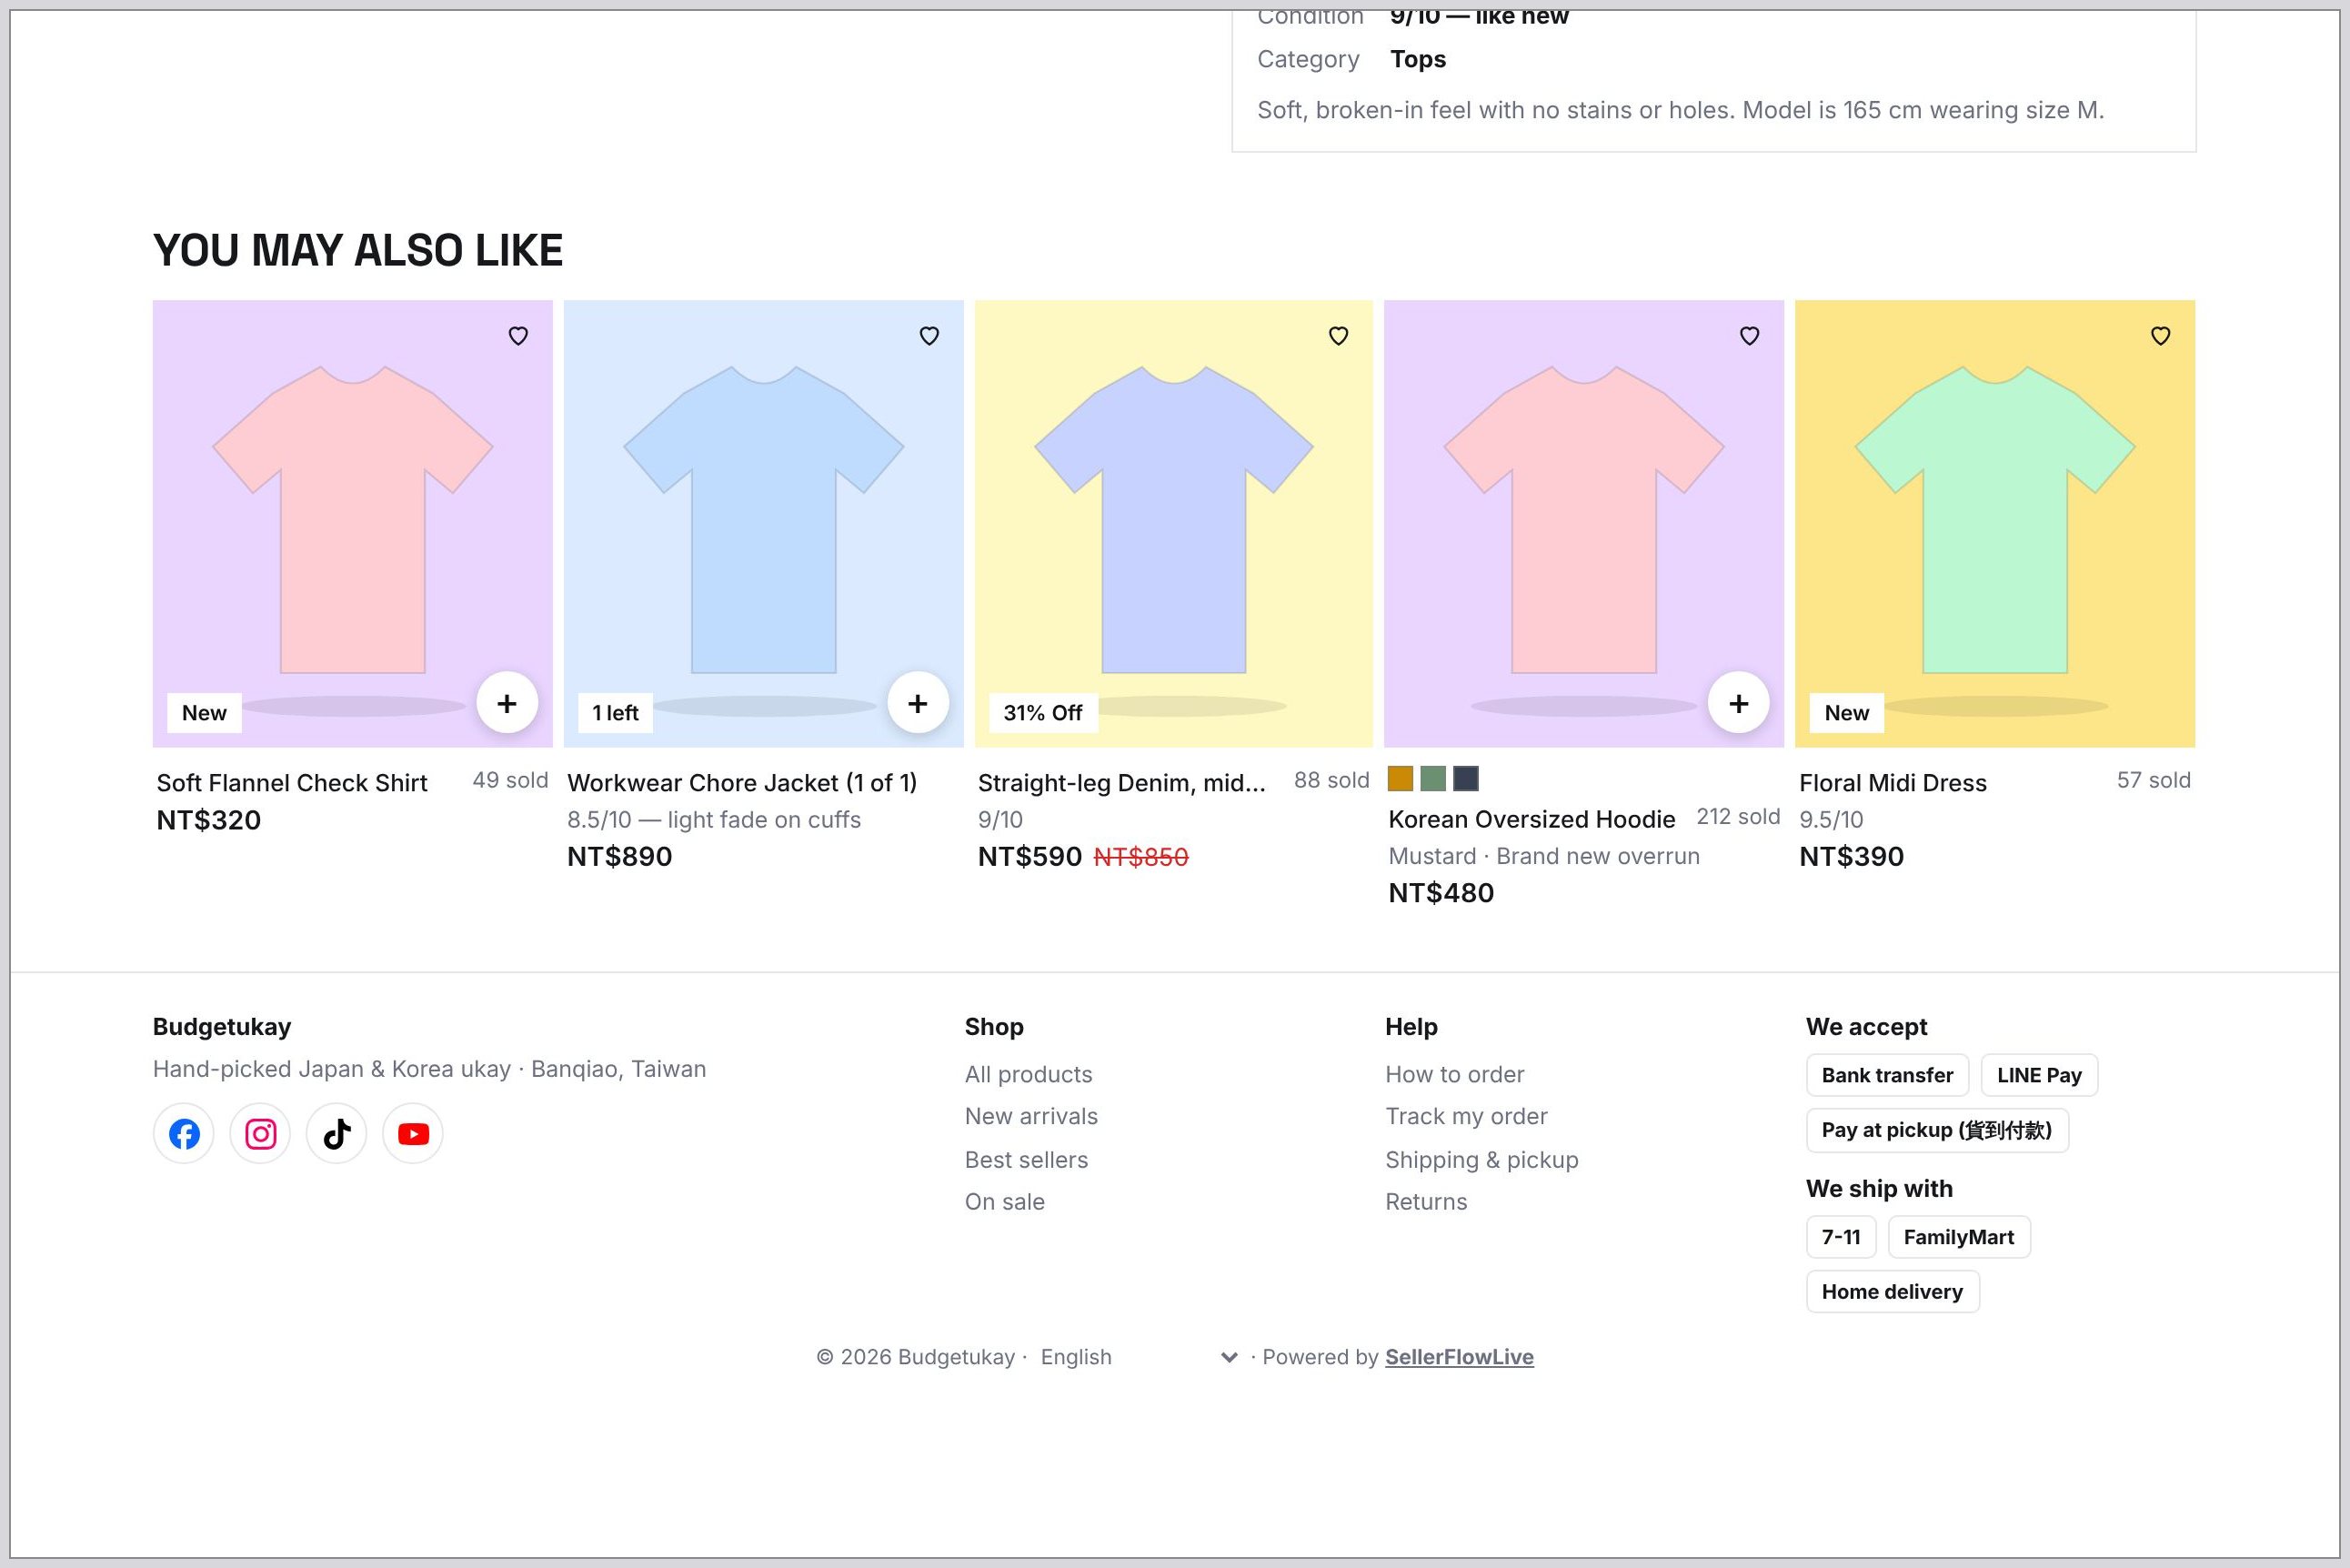 Condition 9/10 — like new
Category Tops
Soft, broken-in feel with no stains or holes. Model is 165 cm wearing size M.
YOU MAY ALSO LIKE
New
1 left
31% Off
New
Soft Flannel Check Shirt 49 sold
NT$320
Workwear Chore Jacket (1 of 1)
8.5/10 — light fade on cuffs
NT$890
Straight-leg Denim, mid... 88 sold
9/10
NT$590 NT$850
Korean Oversized Hoodie 212 sold
Mustard · Brand new overrun
NT$480
Floral Midi Dress 57 sold
9.5/10
NT$390
Budgetukay
Hand-picked Japan & Korea ukay · Banqiao, Taiwan
Shop
All products
New arrivals
Best sellers
On sale
Help
How to order
Track my order
Shipping & pickup
Returns
We accept
Bank transfer LINE Pay
Pay at pickup (貨到付款)
We ship with
7-11 FamilyMart
Home delivery
© 2026 Budgetukay · English · Powered by SellerFlowLive